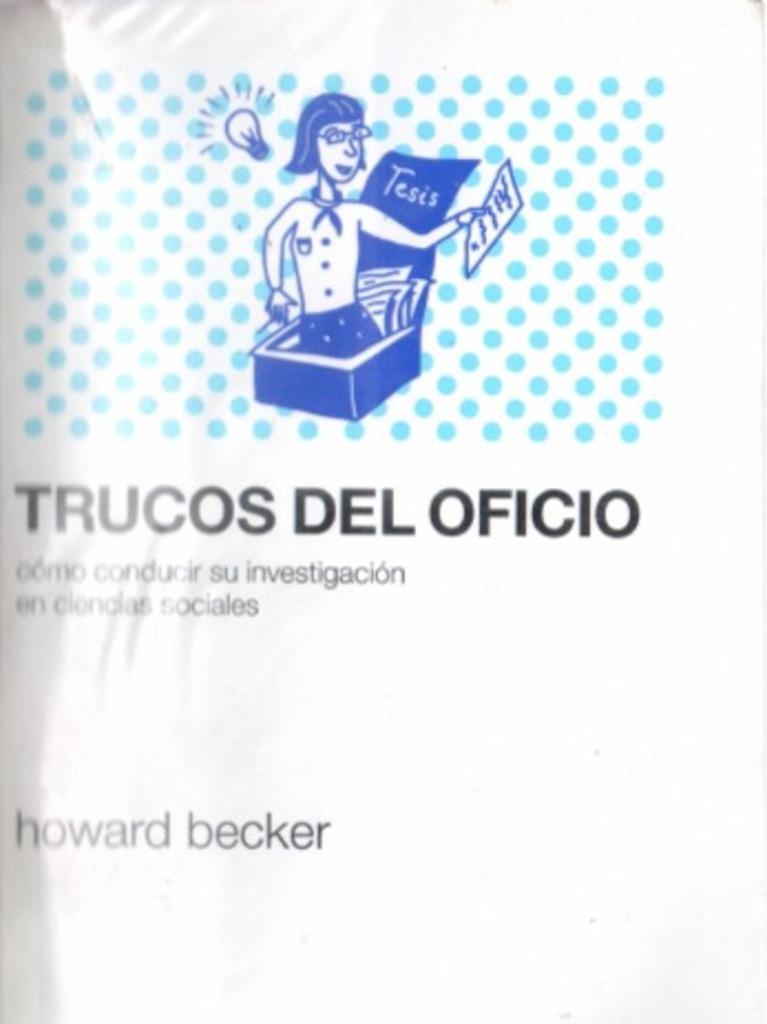 Tesis
TRUCOS DEL OFICIO
cómo conducir su investigación
en ciencias sociales
howard becker